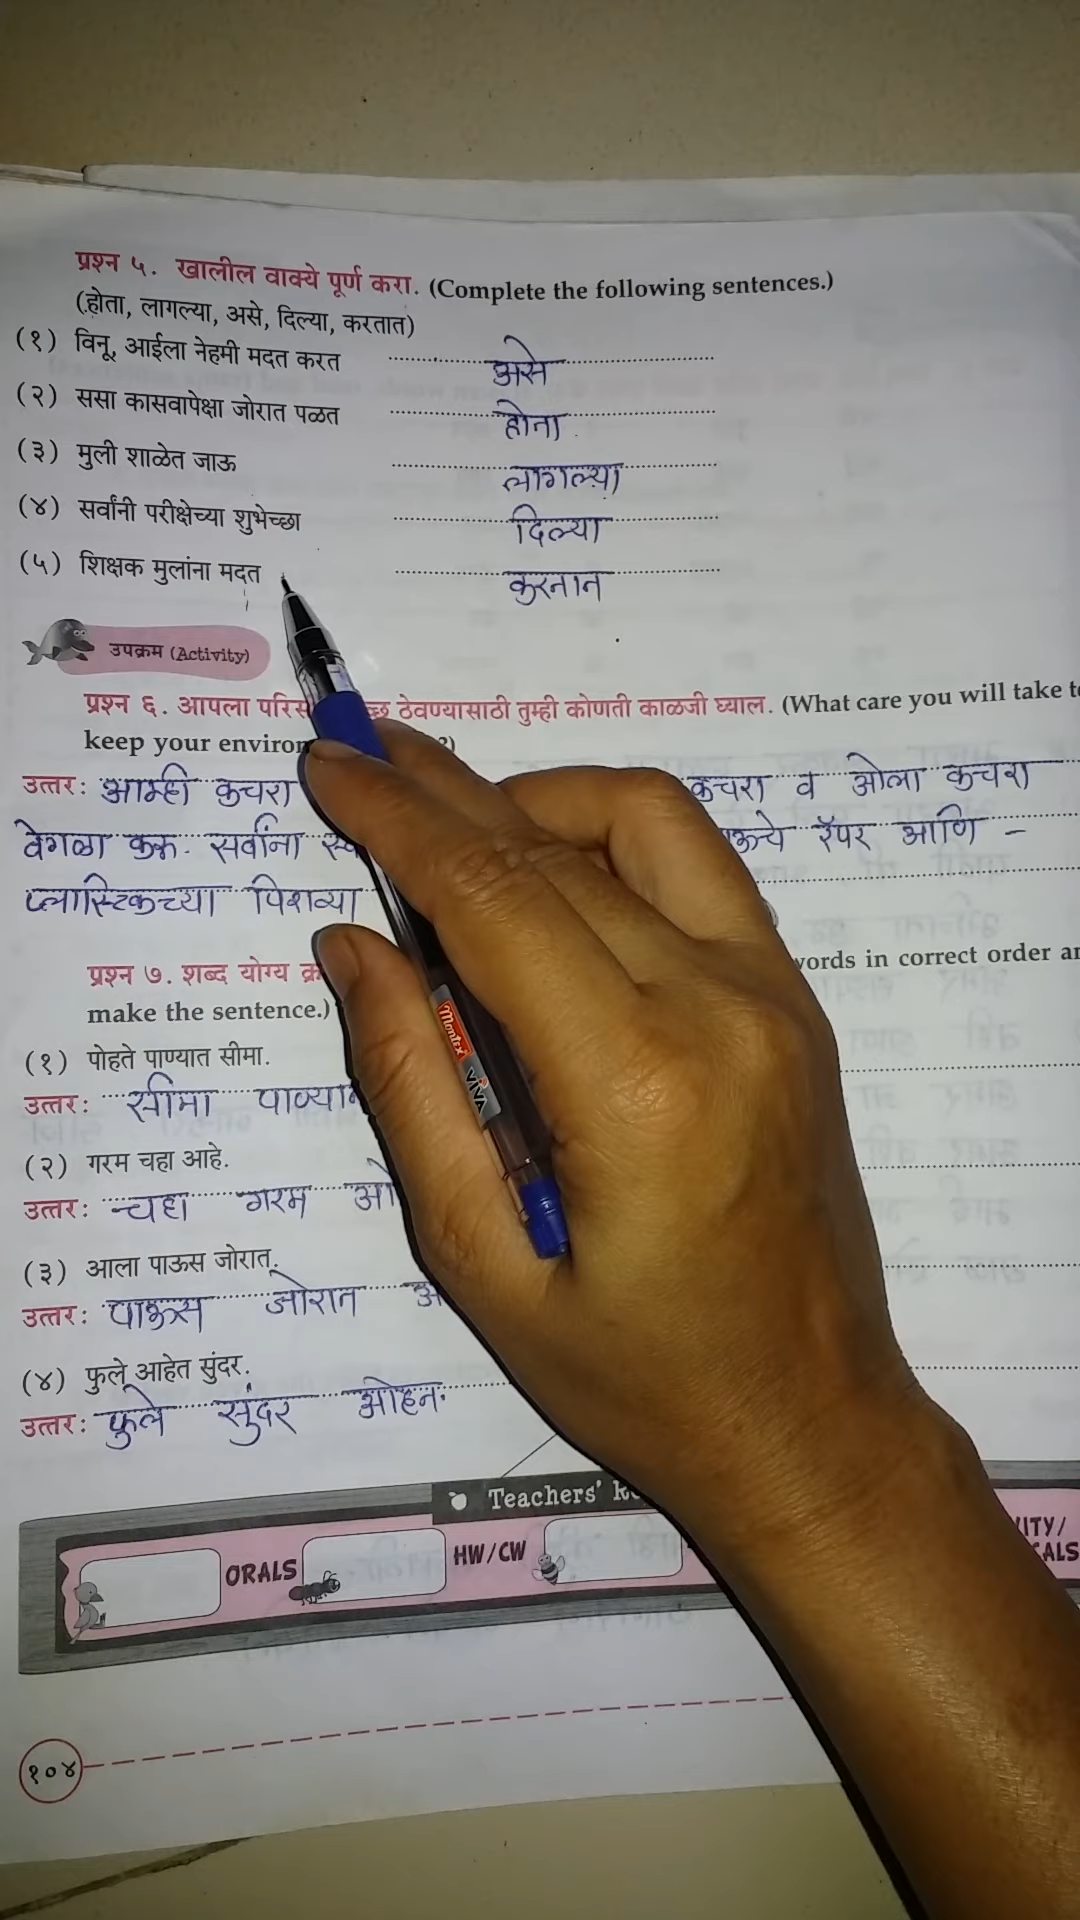 प्रश्न ५. खालील वाक्ये पूर्ण करा. (Complete the following sentences.)
(होता, लागल्या, असे, दिल्या, करतात)
(१) विनू, आईला नेहमी मदत करत असे
(२) ससा कासवापेक्षा जोरात पळत होता
(३) मुली शाळेत जाऊ लागल्या
(४) सर्वांनी परीक्षेच्या शुभेच्छा दिल्या
(५) शिक्षक मुलांना मदत करतात
उपक्रम (Activity)
प्रश्न ६. आपला ठेवण्यासाठी तुम्ही कोणती काळजी घ्याल. (What care you will take
keep your
उत्तर: आम्ही कचरा कचरा व ओला कचरा
वेगळा करू. सर्वांना रॅपर आणि -
प्लास्टिकच्या पिशव्या
प्रश्न ७. शब्द योग्य words in correct order
make the sentence.)
(१) पोहते पाण्यात सीमा.
उत्तर: सीमा
(२) गरम चहा आहे.
उत्तर: चहा गरम
(३) आला पाऊस जोरात.
उत्तर: पाऊस जोरात
(४) फुले आहेत सुंदर.
उत्तर: फुले सुंदर आहेत.
Teachers'
ORALS HW/CW
Montex VIVA
१०४